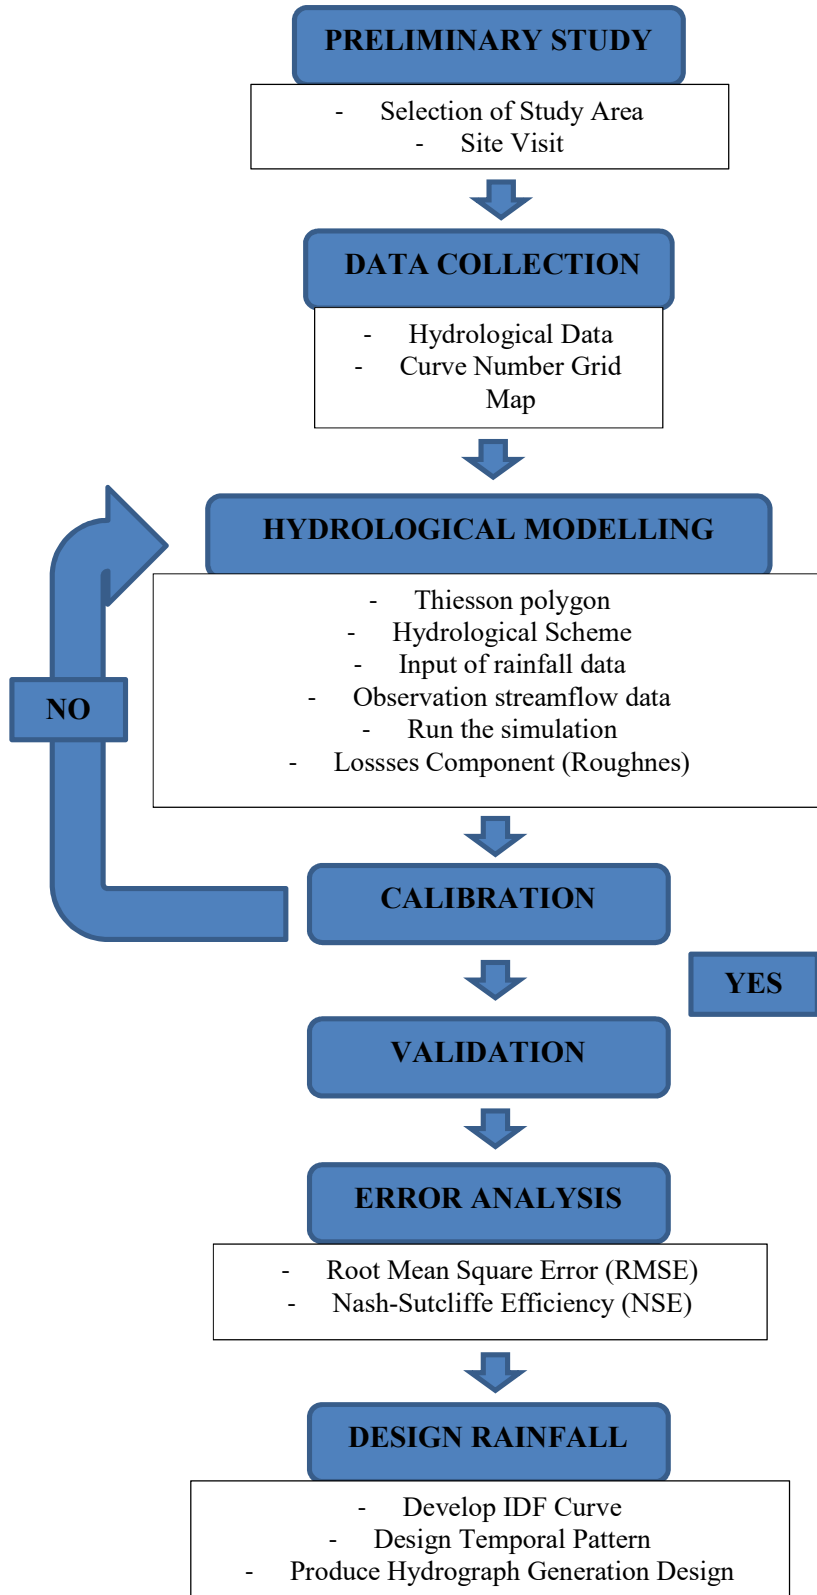 PRELIMINARY STUDY
- Selection of Study Area
- Site Visit
DATA COLLECTION
- Hydrological Data
- Curve Number Grid
Map
HYDROLOGICAL MODELLING
- Thiesson polygon
- Hydrological Scheme
- Input of rainfall data
- Observation streamflow data
- Run the simulation
- Lossses Component (Roughnes)
NO
CALIBRATION
YES
VALIDATION
ERROR ANALYSIS
- Root Mean Square Error (RMSE)
- Nash-Sutcliffe Efficiency (NSE)
DESIGN RAINFALL
- Develop IDF Curve
- Design Temporal Pattern
- Produce Hydrograph Generation Design